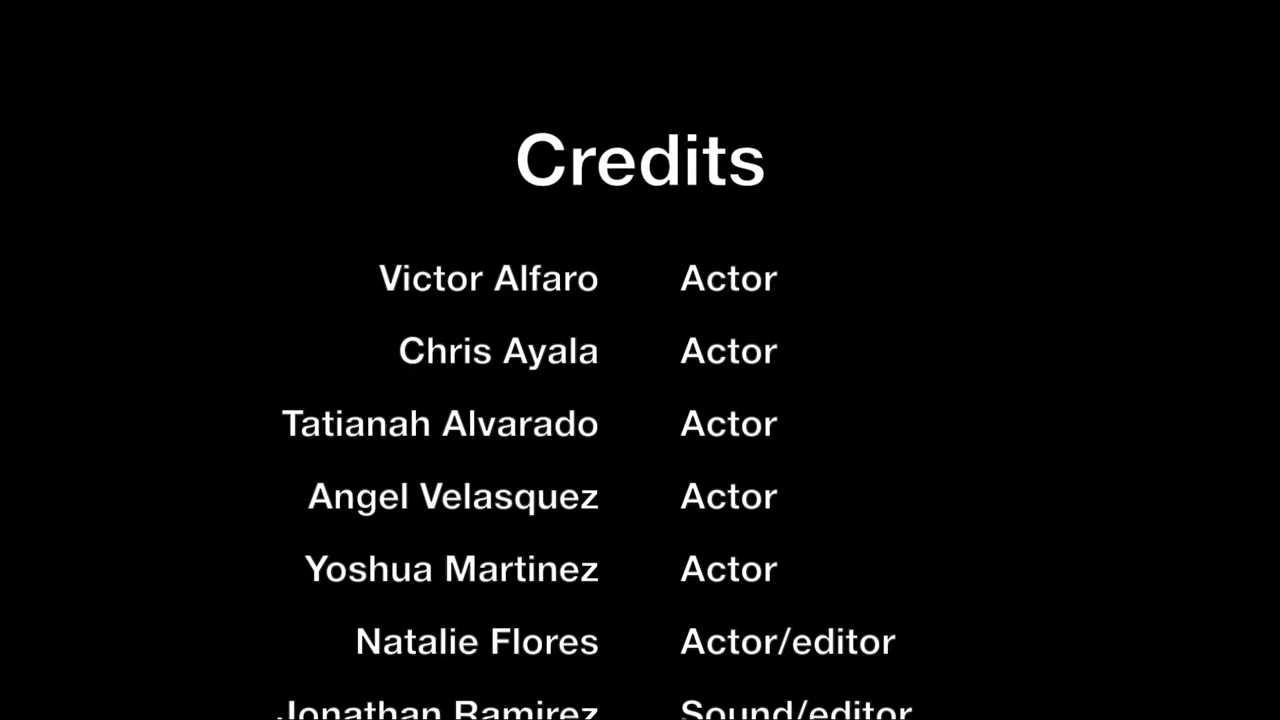 Credits
Victor Alfaro Actor
Chris Ayala Actor
Tatianah Alvarado Actor
Angel Velasquez Actor
Yoshua Martinez Actor
Natalie Flores Actor/editor
Jonathan Ramirez Sound/editor